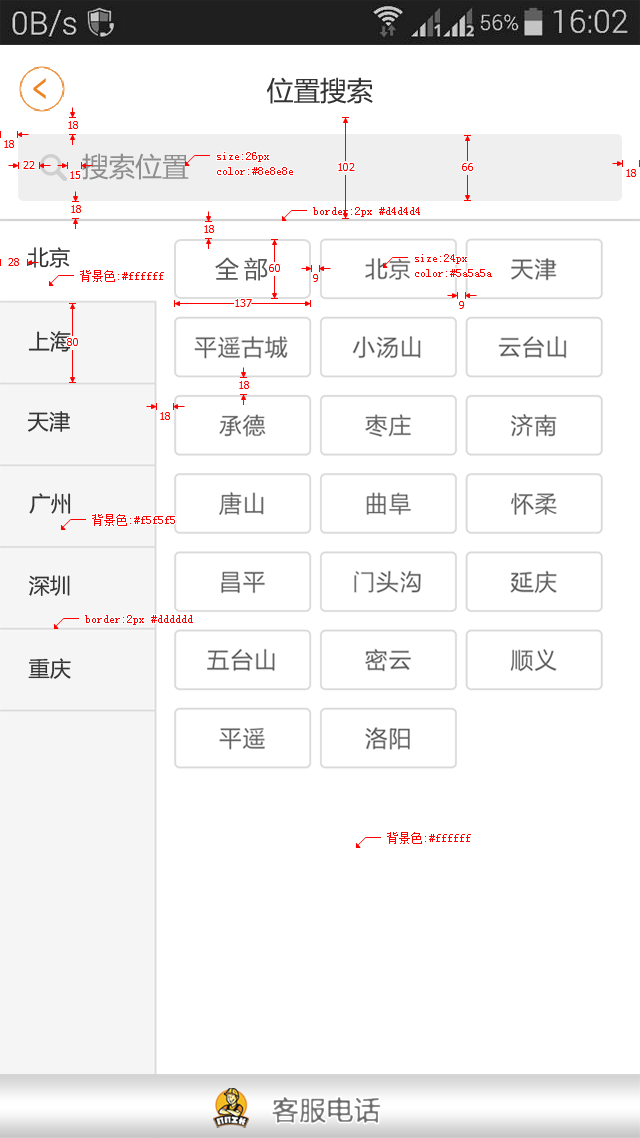 0B/s 1 2 56% 16:02
位置搜索
18
18
22 搜索位置 15 size:26px 102 66 18
color:#8e8e8e
18 border:2px #d4d4d4
18
北京 28 全部 60 9 北京 size:24px 天津
背景色:#ffffff color:#5a5a5a
137 9
上海 80 平遥古城 小汤山 云台山
18
18
天津 承德 枣庄 济南
广州 唐山 曲阜 怀柔
背景色:#f5f5f5
深圳 昌平 门头沟 延庆
border:2px #dddddd
重庆 五台山 密云 顺义
平遥 洛阳
背景色:#ffffff
客服电话